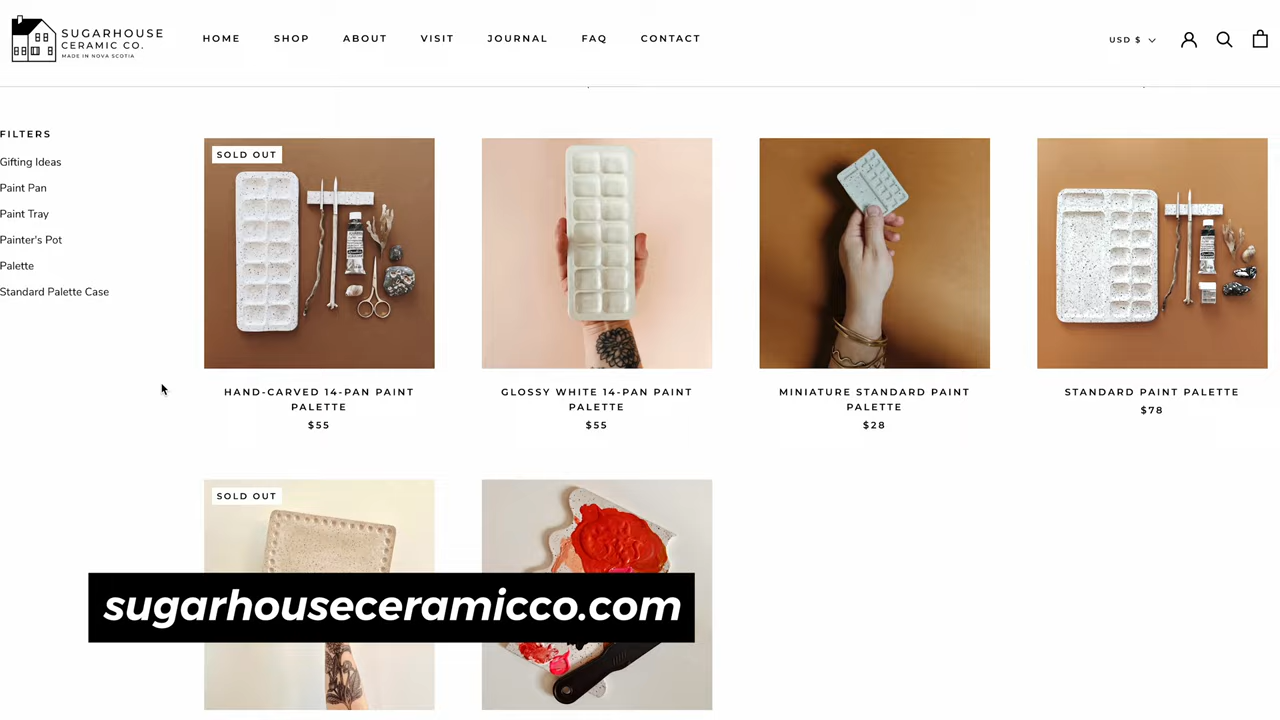 SUGARHOUSE
CERAMIC CO.
MADE IN NOVA SCOTIA
HOME SHOP ABOUT VISIT JOURNAL FAQ CONTACT
USD $
FILTERS
Gifting Ideas
Paint Pan
Paint Tray
Painter's Pot
Palette
Standard Palette Case
SOLD OUT
HAND-CARVED 14-PAN PAINT
PALETTE
$55
GLOSSY WHITE 14-PAN PAINT
PALETTE
$55
MINIATURE STANDARD PAINT
PALETTE
$28
STANDARD PAINT PALETTE
$78
SOLD OUT
sugarhouseceramicco.com